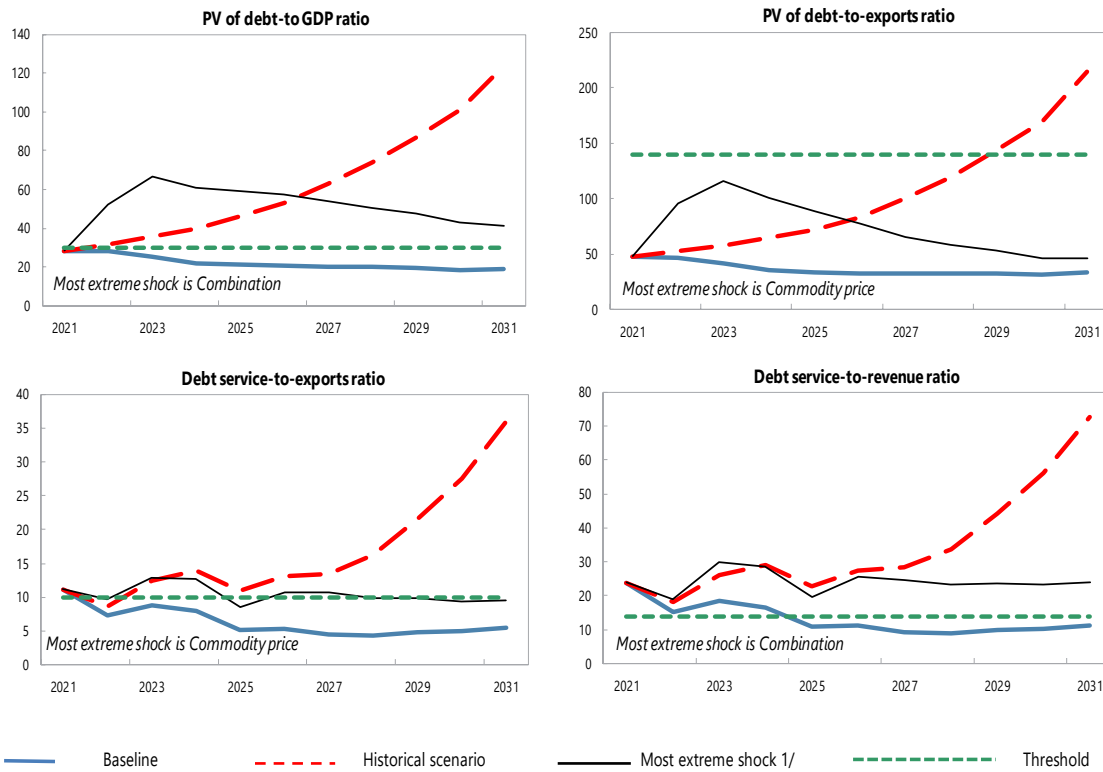 PV of debt-to GDP ratio
140
120
100
80
60
40
20
0
Most extreme shock is Combination
2021 2023 2025 2027 2029 2031
PV of debt-to-exports ratio
250
200
150
100
50
0
Most extreme shock is Commodity price
2021 2023 2025 2027 2029 2031
Debt service-to-exports ratio
40
35
30
25
20
15
10
5
0
Most extreme shock is Commodity price
2021 2023 2025 2027 2029 2031
Debt service-to-revenue ratio
80
70
60
50
40
30
20
10
0
Most extreme shock is Combination
2021 2023 2025 2027 2029 2031
Baseline Historical scenario Most extreme shock 1/ Threshold